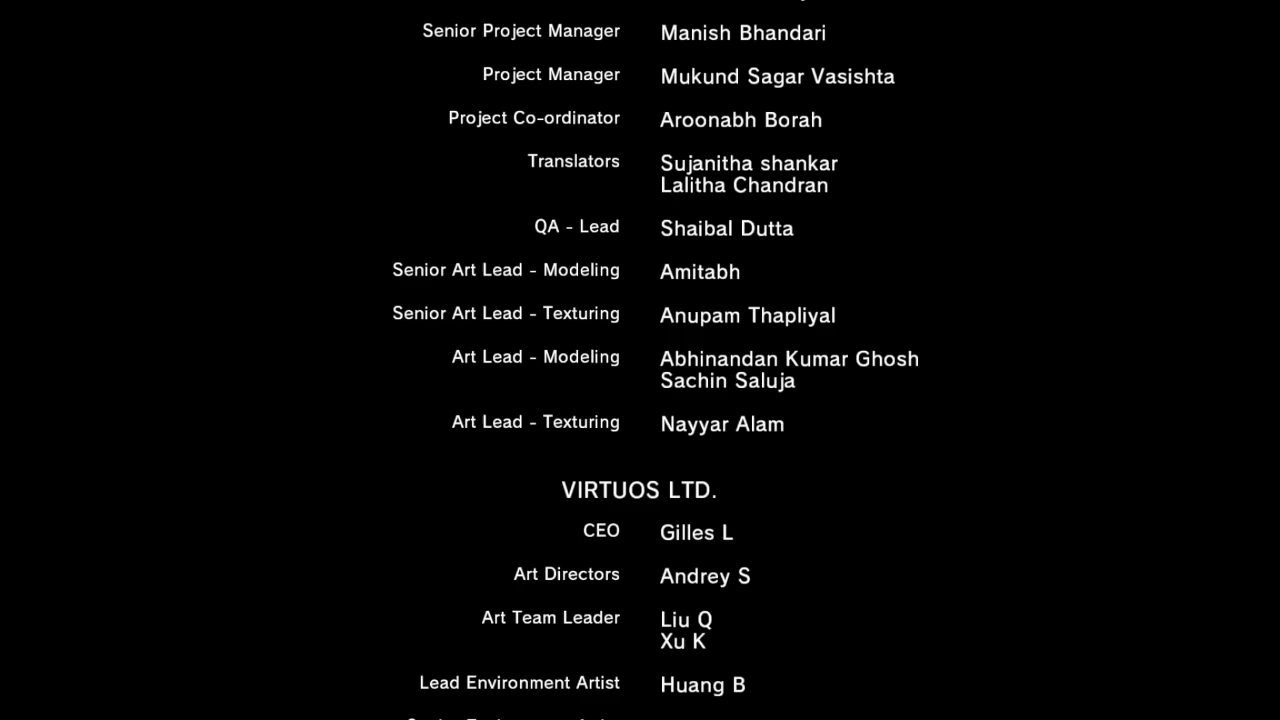 Senior Project Manager Manish Bhandari
Project Manager Mukund Sagar Vasishta
Project Co-ordinator Aroonabh Borah
Translators Sujanitha shankar
Lalitha Chandran
QA - Lead Shaibal Dutta
Senior Art Lead - Modeling Amitabh
Senior Art Lead - Texturing Anupam Thapliyal
Art Lead - Modeling Abhinandan Kumar Ghosh
Sachin Saluja
Art Lead - Texturing Nayyar Alam
VIRTUOS LTD.
CEO Gilles L
Art Directors Andrey S
Art Team Leader Liu Q
Xu K
Lead Environment Artist Huang B